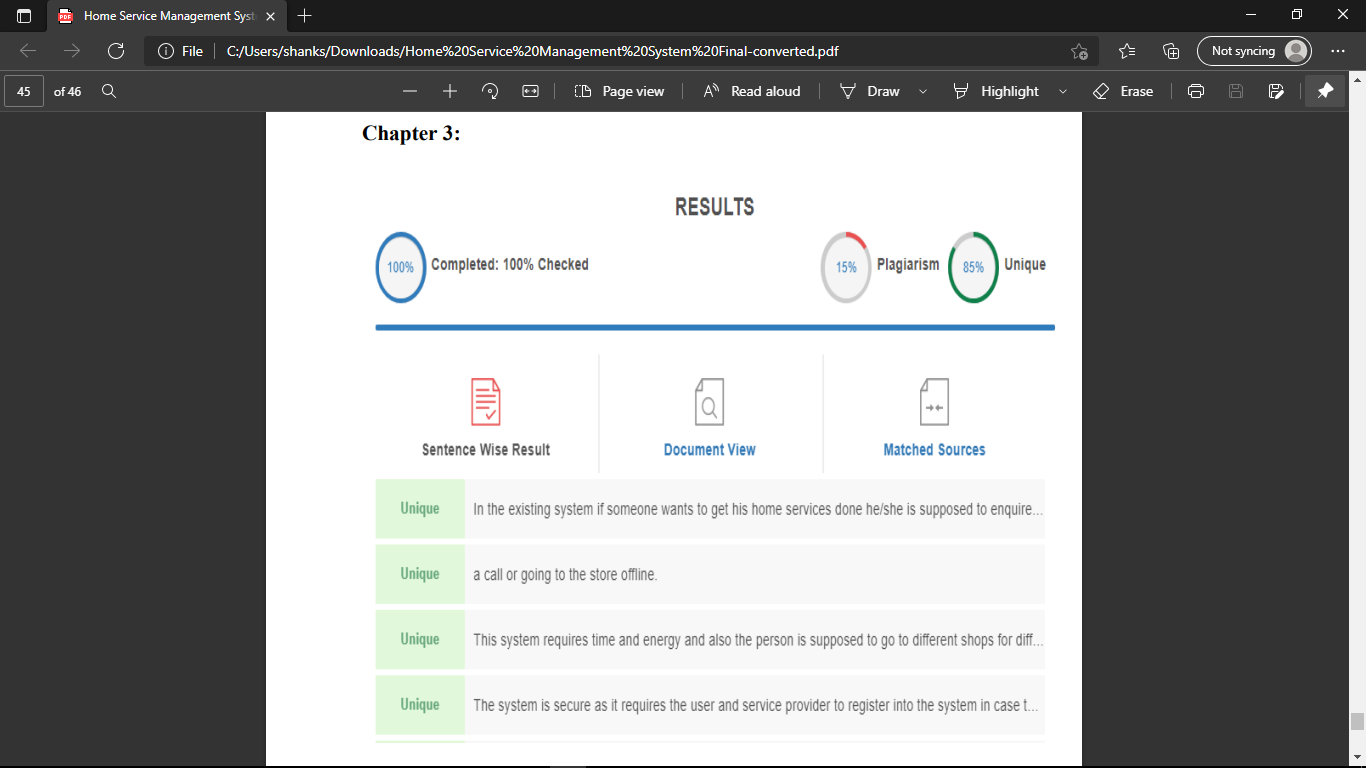 Home Service Management Syst
File
C:/Users/shanks/Downloads/Home%20Service%20Management%20System%20Final-converted.pdf
Not syncing
45 of 46
Page view
Read aloud
Draw
Highlight
Erase
Chapter 3:
RESULTS
100% Completed: 100% Checked
15% Plagiarism
85% Unique
Sentence Wise Result
Document View
Matched Sources
Unique In the existing system if someone wants to get his home services done he/she is supposed to enquire...
Unique a call or going to the store offline.
Unique This system requires time and energy and also the person is supposed to go to different shops for diff...
Unique The system is secure as it requires the user and service provider to register into the system in case t...